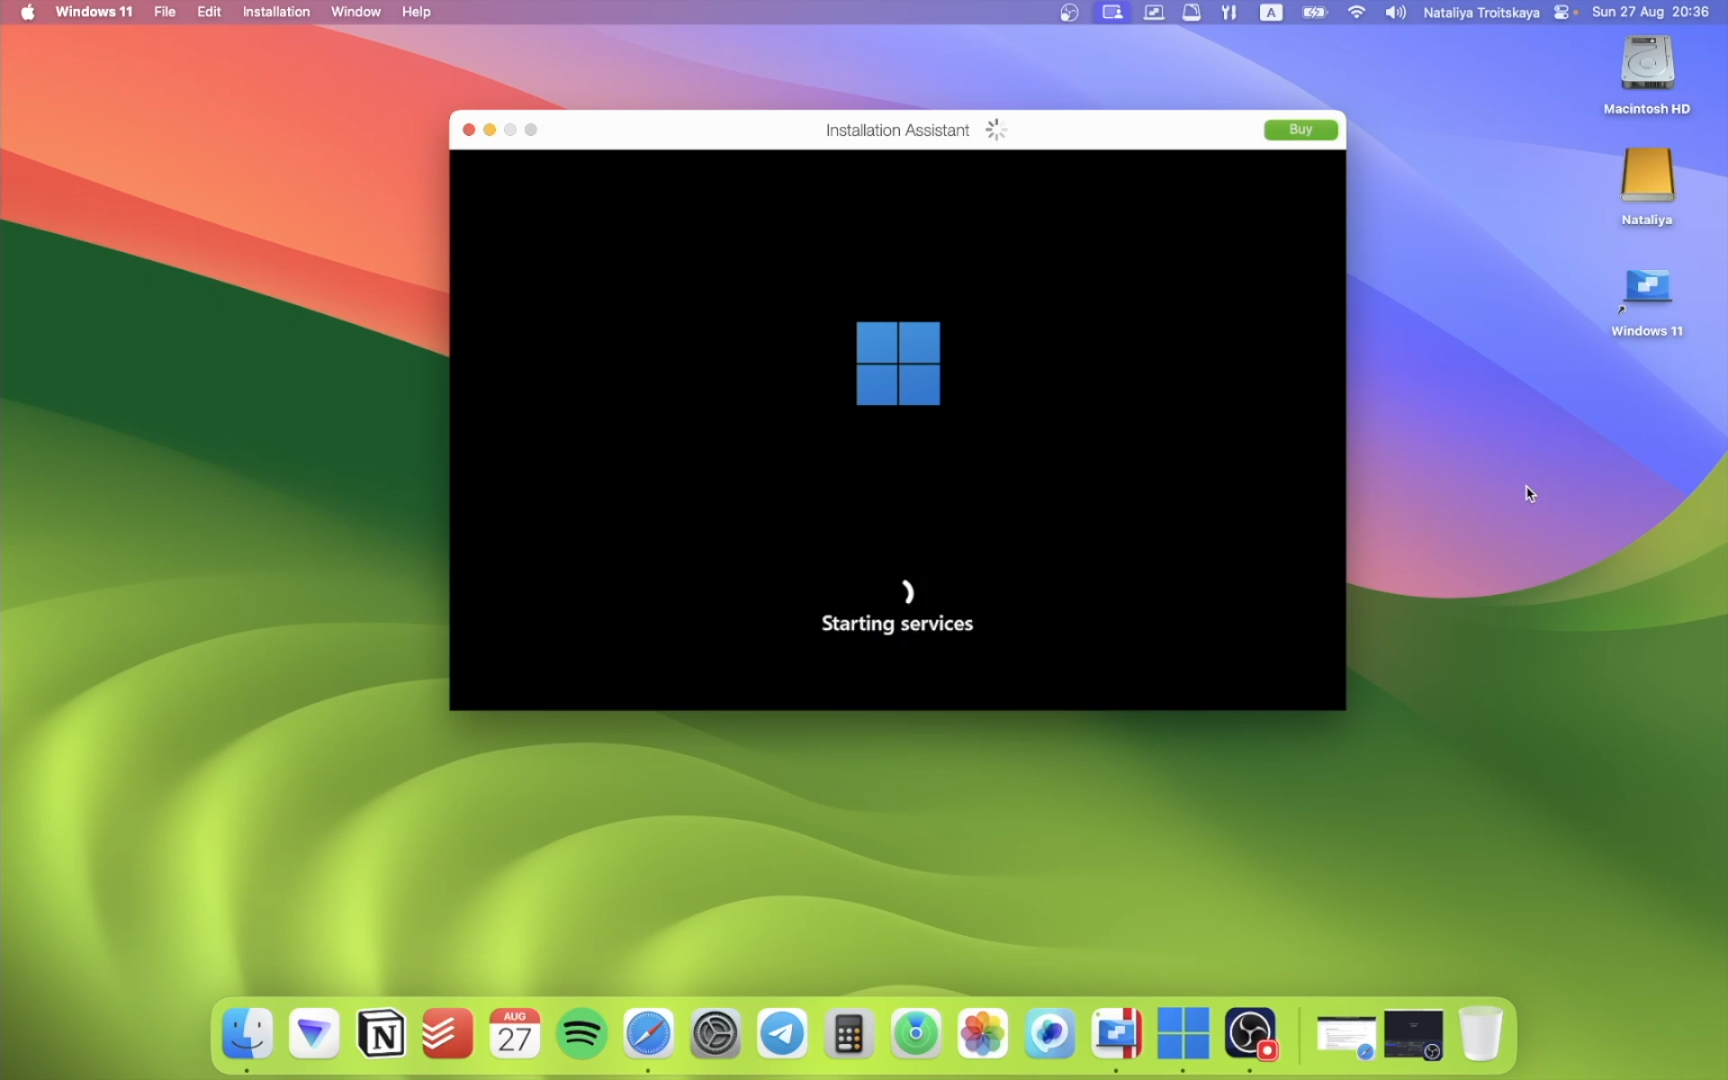 Windows 11 File Edit Installation Window Help A Nataliya Troitskaya Sun 27 Aug 20:36
Macintosh HD
Installation Assistant Buy
Nataliya
Windows 11
Starting services
AUG
27
N